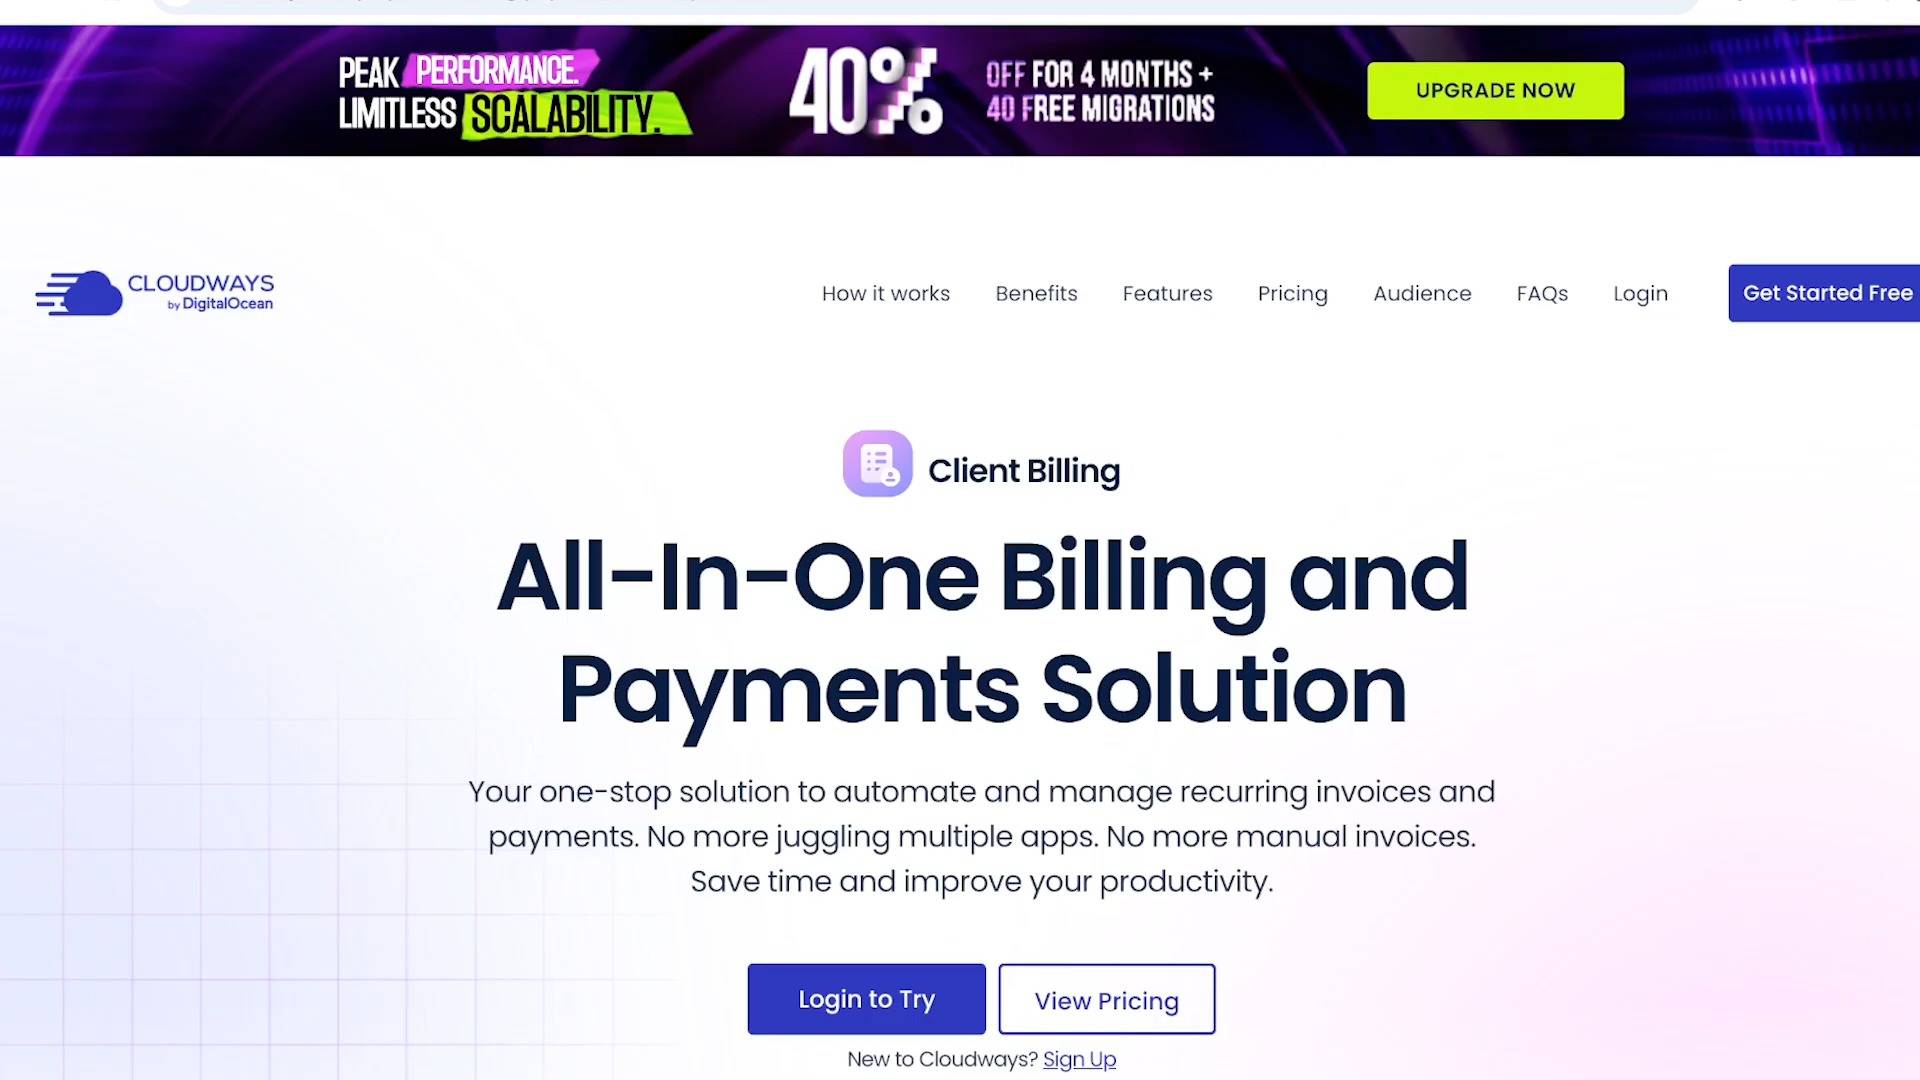 PEAK PERFORMANCE.
LIMITLESS SCALABILITY.
40%
OFF FOR 4 MONTHS +
40 FREE MIGRATIONS
UPGRADE NOW
CLOUDWAYS
by DigitalOcean
How it works Benefits Features Pricing Audience FAQs Login Get Started Free
Client Billing
All-In-One Billing and
Payments Solution
Your one-stop solution to automate and manage recurring invoices and
payments. No more juggling multiple apps. No more manual invoices.
Save time and improve your productivity.
Login to Try View Pricing
New to Cloudways? Sign Up